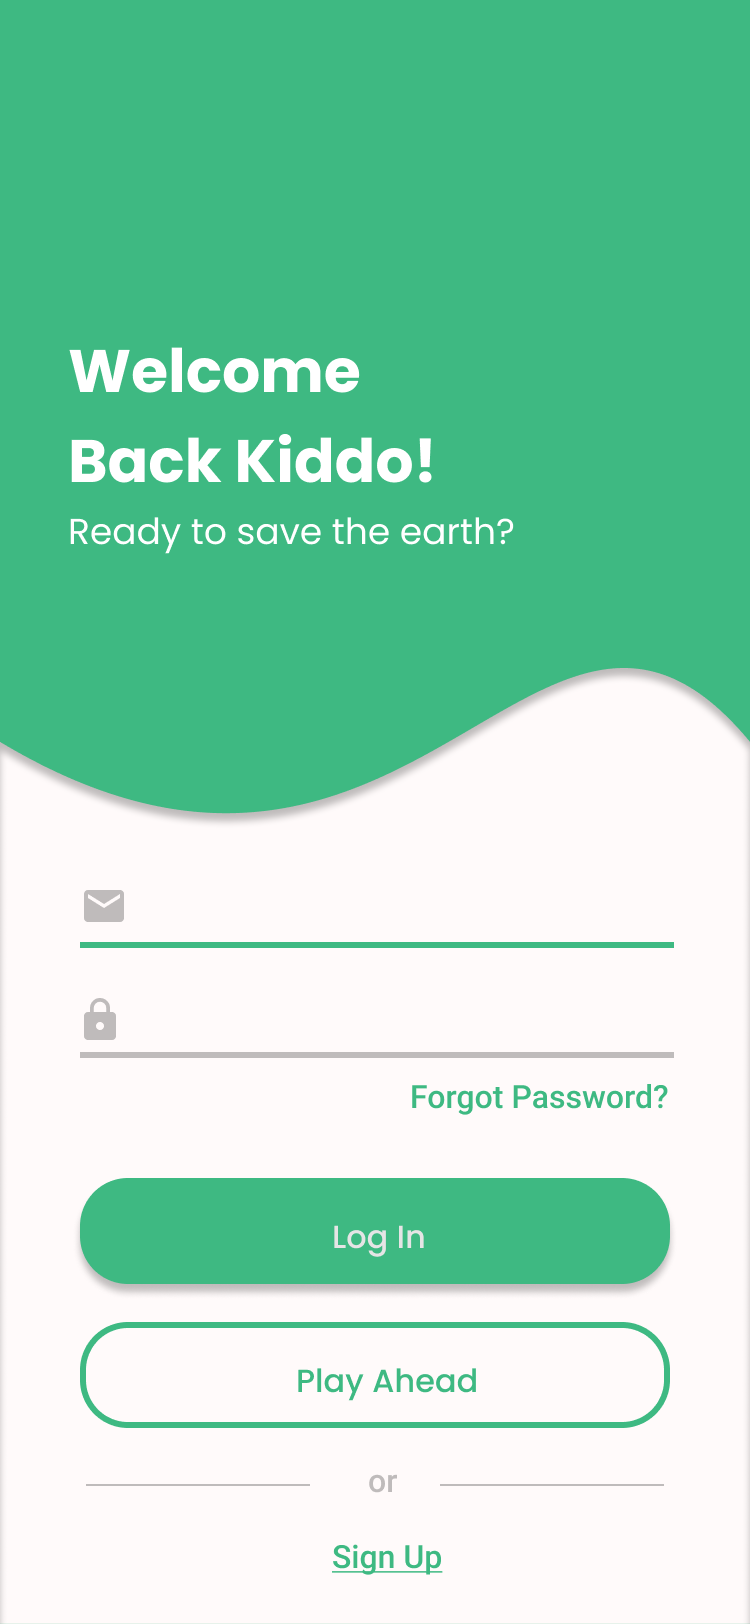 Welcome
Back Kiddo!
Ready to save the earth?
Forgot Password?
Log In
Play Ahead
or
Sign Up